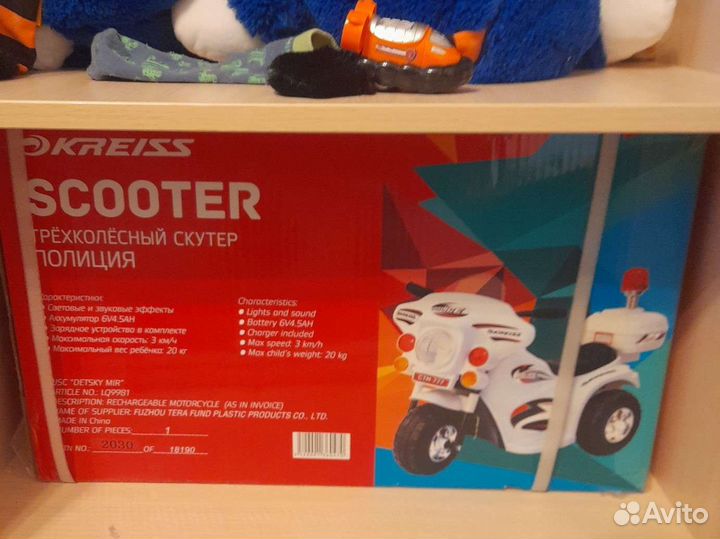 KREISS
SCOOTER
ТРЁХКОЛЁСНЫЙ СКУТЕР
ПОЛИЦИЯ
Характеристики:
Световые и звуковые эффекты
Аккумулятор 6V4.5AH
Зарядное устройство в комплекте
Максимальная скорость: 3 км/ч
Максимальный вес ребёнка: 20 кг
Characteristics:
Lights and sound
Battery 6V4.5AH
Charger included
Max speed: 3 km/h
Max child's weight: 20 kg
JSC "DETSKY MIR"
ARTICLE NO.: LQ9981
DESCRIPTION: RECHARGEABLE MOTORCYCLE (AS IN INVOICE)
NAME OF SUPPLIER: FUZHOU TERA FUND PLASTIC PRODUCTS CO., LTD.
MADE IN China
NUMBER OF PIECES: 1
NO.: 2030 OF 18190
KREISS
CTM 777
Avito